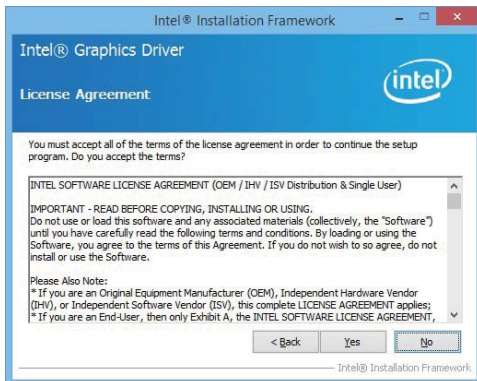 Intel® Installation Framework
Intel® Graphics Driver
License Agreement
intel
You must accept all of the terms of the license agreement in order to continue the setup
program. Do you accept the terms?
INTEL SOFTWARE LICENSE AGREEMENT (OEM / IHV / ISV Distribution & Single User)
IMPORTANT - READ BEFORE COPYING, INSTALLING OR USING.
Do not use or load this software and any associated materials (collectively, the "Software")
until you have carefully read the following terms and conditions. By loading or using the
Software, you agree to the terms of this Agreement. If you do not wish to so agree, do not
install or use the Software.
Please Also Note:
* If you are an Original Equipment Manufacturer (OEM), Independent Hardware Vendor
(IHV), or Independent Software Vendor (ISV), this complete LICENSE AGREEMENT applies;
* If you are an End-User, then only Exhibit A, the INTEL SOFTWARE LICENSE AGREEMENT,
< Back Yes No
Intel® Installation Framework